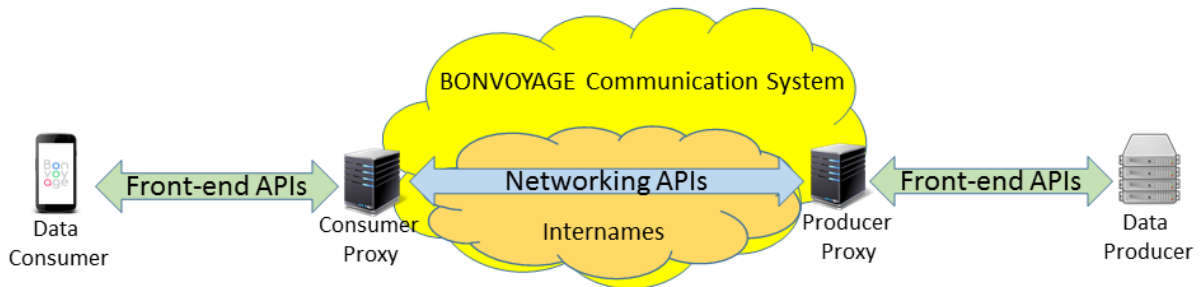 BONVOYAGE Communication System
Bon
voy
age
Front-end APIs
Networking APIs
Front-end APIs
Data
Consumer
Consumer
Proxy
Internames
Producer
Proxy
Data
Producer